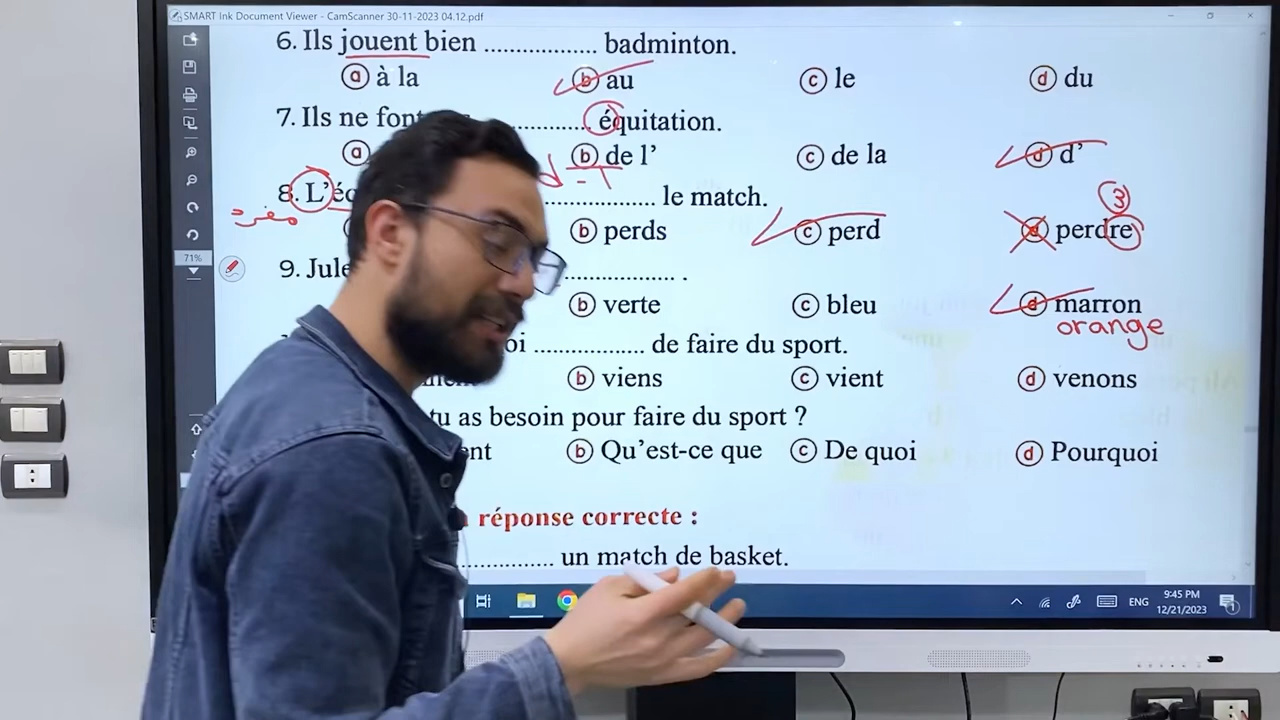 SMART Ink Document Viewer - CamScanner 30-11-2023 04.12.pdf
6. Ils jouent bien .................. badminton.
a à la b au c le d du
7. Ils ne font ............. équitation.
a b de l' c de la d d'
8. L'éq ................. le match.
مفرد b perds c perd d perdre 3
71%
9. Jule ................. .
b verte c bleu d marron
orange
oi ................. de faire du sport.
b viens c vient d venons
tu as besoin pour faire du sport ?
ent b Qu'est-ce que c De quoi d Pourquoi
réponse correcte :
............... un match de basket.
ENG 9:45 PM
12/21/2023